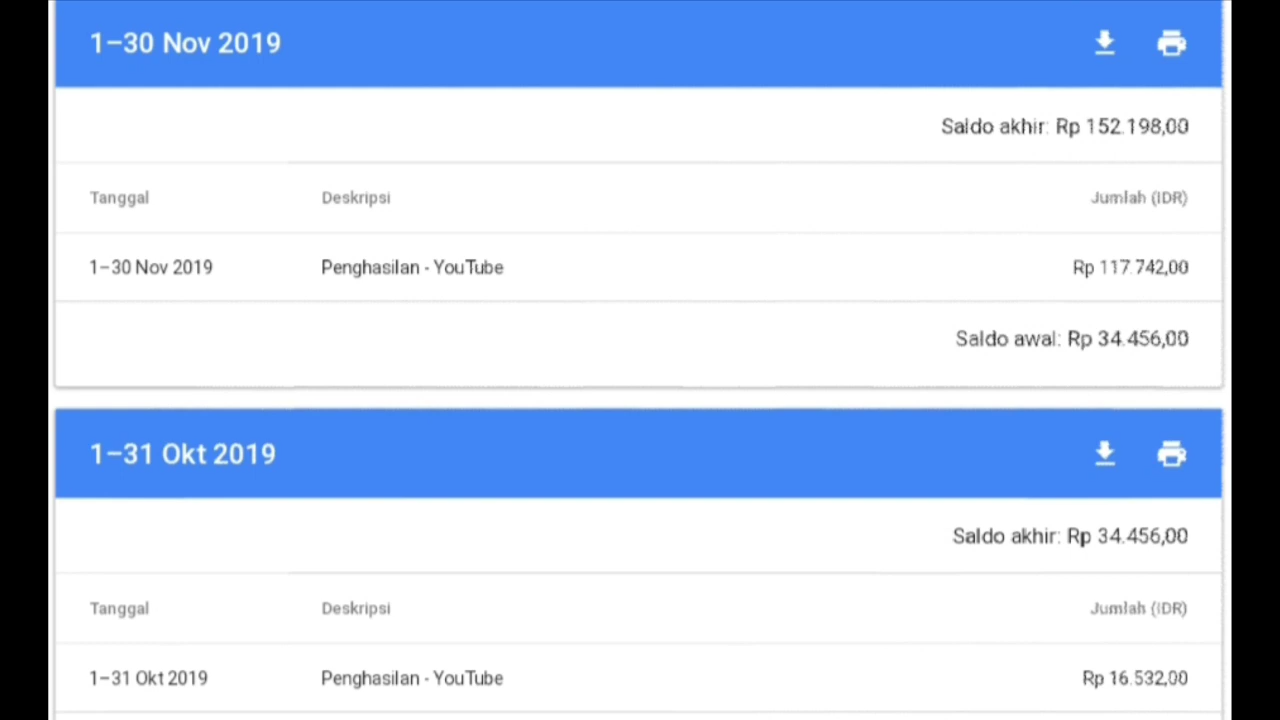 1–30 Nov 2019
Saldo akhir: Rp 152.198,00
Tanggal Deskripsi Jumlah (IDR)
1–30 Nov 2019 Penghasilan - YouTube Rp 117.742,00
Saldo awal: Rp 34.456,00
1–31 Okt 2019
Saldo akhir: Rp 34.456,00
Tanggal Deskripsi Jumlah (IDR)
1–31 Okt 2019 Penghasilan - YouTube Rp 16.532,00